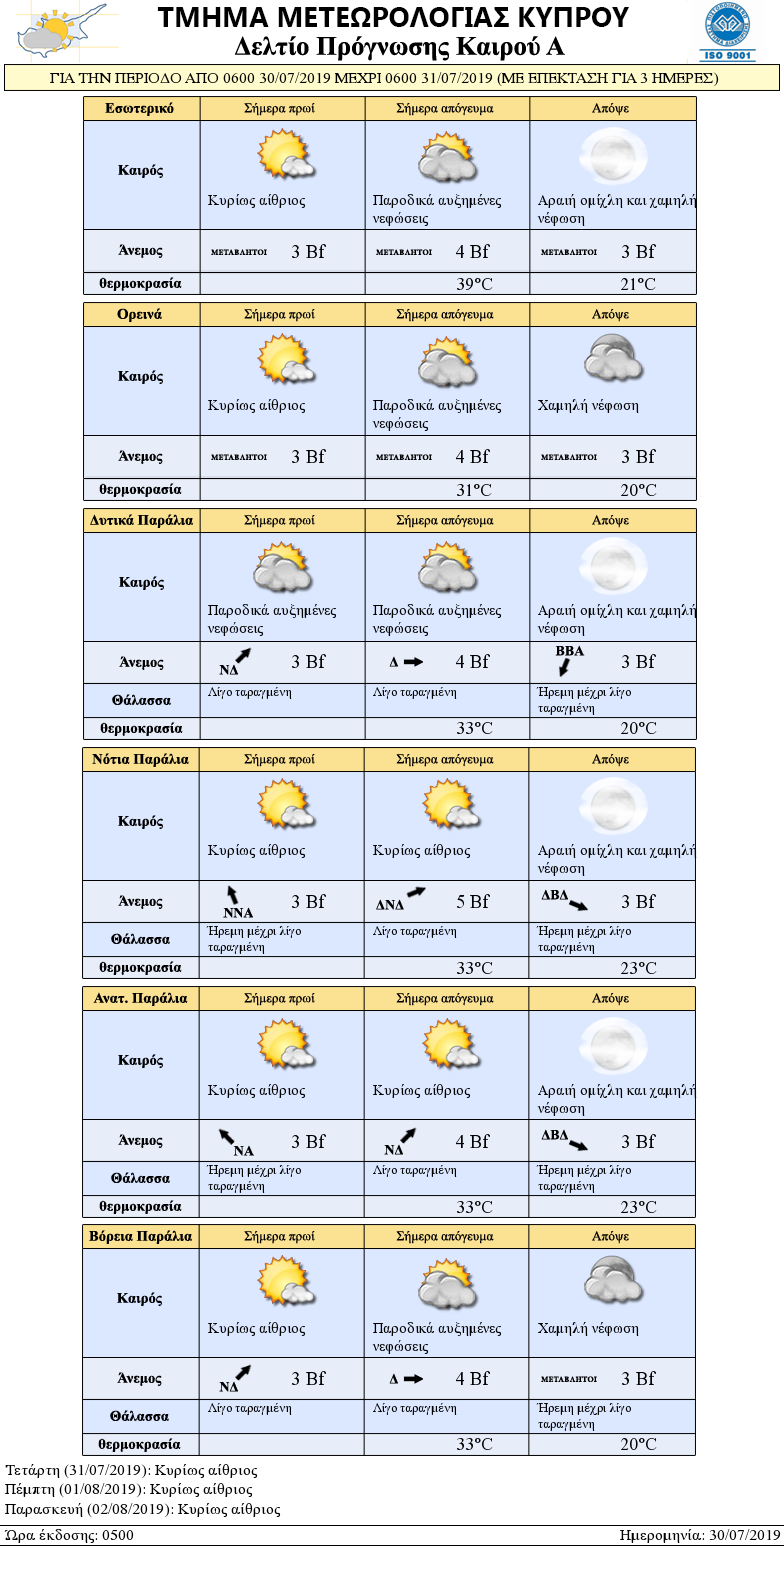 ΤΜΗΜΑ ΜΕΤΕΩΡΟΛΟΓΙΑΣ ΚΥΠΡΟΥ
Δελτίο Πρόγνωσης Καιρού Α
ISO 9001
ΓΙΑ ΤΗΝ ΠΕΡΙΟΔΟ ΑΠΟ 0600 30/07/2019 ΜΕΧΡΙ 0600 31/07/2019 (ΜΕ ΕΠΕΚΤΑΣΗ ΓΙΑ 3 ΗΜΕΡΕΣ)
Εσωτερικό Σήμερα πρωί Σήμερα απόγευμα Απόψε
Καιρός
Κυρίως αίθριος Παροδικά αυξημένες Αραιή ομίχλη και χαμηλή
νεφώσεις νέφωση
Άνεμος ΜΕΤΑΒΛΗΤΟΙ 3 Bf ΜΕΤΑΒΛΗΤΟΙ 4 Bf ΜΕΤΑΒΛΗΤΟΙ 3 Bf
θερμοκρασία 39°C 21°C
Ορεινά Σήμερα πρωί Σήμερα απόγευμα Απόψε
Καιρός
Κυρίως αίθριος Παροδικά αυξημένες Χαμηλή νέφωση
νεφώσεις
Άνεμος ΜΕΤΑΒΛΗΤΟΙ 3 Bf ΜΕΤΑΒΛΗΤΟΙ 4 Bf ΜΕΤΑΒΛΗΤΟΙ 3 Bf
θερμοκρασία 31°C 20°C
Δυτικά Παράλια Σήμερα πρωί Σήμερα απόγευμα Απόψε
Καιρός
Παροδικά αυξημένες Παροδικά αυξημένες Αραιή ομίχλη και χαμηλή
νεφώσεις νεφώσεις νέφωση
Άνεμος ΝΔ 3 Bf Δ 4 Bf ΒΒΑ 3 Bf
Θάλασσα Λίγο ταραγμένη Λίγο ταραγμένη Ήρεμη μέχρι λίγο
ταραγμένη
θερμοκρασία 33°C 20°C
Νότια Παράλια Σήμερα πρωί Σήμερα απόγευμα Απόψε
Καιρός
Κυρίως αίθριος Κυρίως αίθριος Αραιή ομίχλη και χαμηλή
νέφωση
Άνεμος ΝΝΑ 3 Bf ΔΝΔ 5 Bf ΔΒΔ 3 Bf
Θάλασσα Ήρεμη μέχρι λίγο Λίγο ταραγμένη Ήρεμη μέχρι λίγο
ταραγμένη ταραγμένη
θερμοκρασία 33°C 23°C
Ανατ. Παράλια Σήμερα πρωί Σήμερα απόγευμα Απόψε
Καιρός
Κυρίως αίθριος Κυρίως αίθριος Αραιή ομίχλη και χαμηλή
νέφωση
Άνεμος ΝΑ 3 Bf ΝΔ 4 Bf ΔΒΔ 3 Bf
Θάλασσα Ήρεμη μέχρι λίγο Λίγο ταραγμένη Ήρεμη μέχρι λίγο
ταραγμένη ταραγμένη
θερμοκρασία 33°C 23°C
Βόρεια Παράλια Σήμερα πρωί Σήμερα απόγευμα Απόψε
Καιρός
Κυρίως αίθριος Παροδικά αυξημένες Χαμηλή νέφωση
νεφώσεις
Άνεμος ΝΔ 3 Bf Δ 4 Bf ΜΕΤΑΒΛΗΤΟΙ 3 Bf
Θάλασσα Λίγο ταραγμένη Λίγο ταραγμένη Ήρεμη μέχρι λίγο
ταραγμένη
θερμοκρασία 33°C 20°C
Τετάρτη (31/07/2019): Κυρίως αίθριος
Πέμπτη (01/08/2019): Κυρίως αίθριος
Παρασκευή (02/08/2019): Κυρίως αίθριος
Ώρα έκδοσης: 0500 Ημερομηνία: 30/07/2019